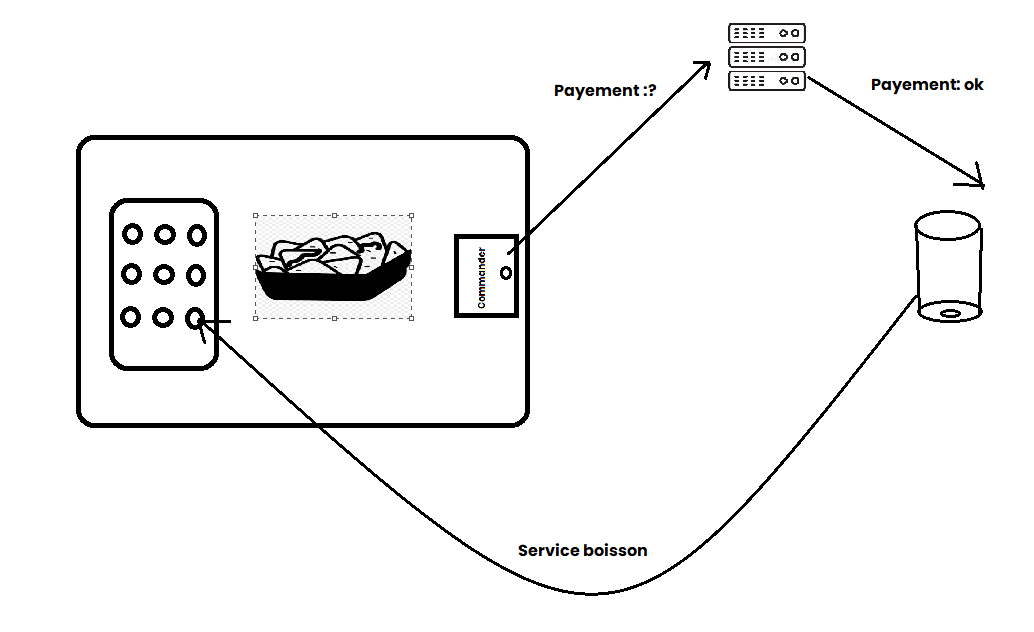 Payement :?
Payement: ok
Commander
Service boisson